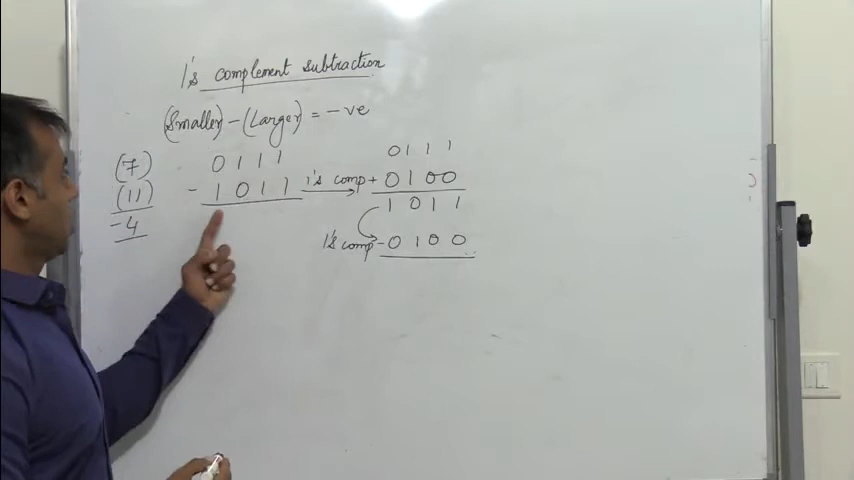 1's complement subtraction
(Smaller) - (Larger) = -ve
(7) 0 1 1 1 0 1 1 1
(11) - 1 0 1 1 1's comp + 0 1 0 0
-4 1 0 1 1
1's comp - 0 1 0 0